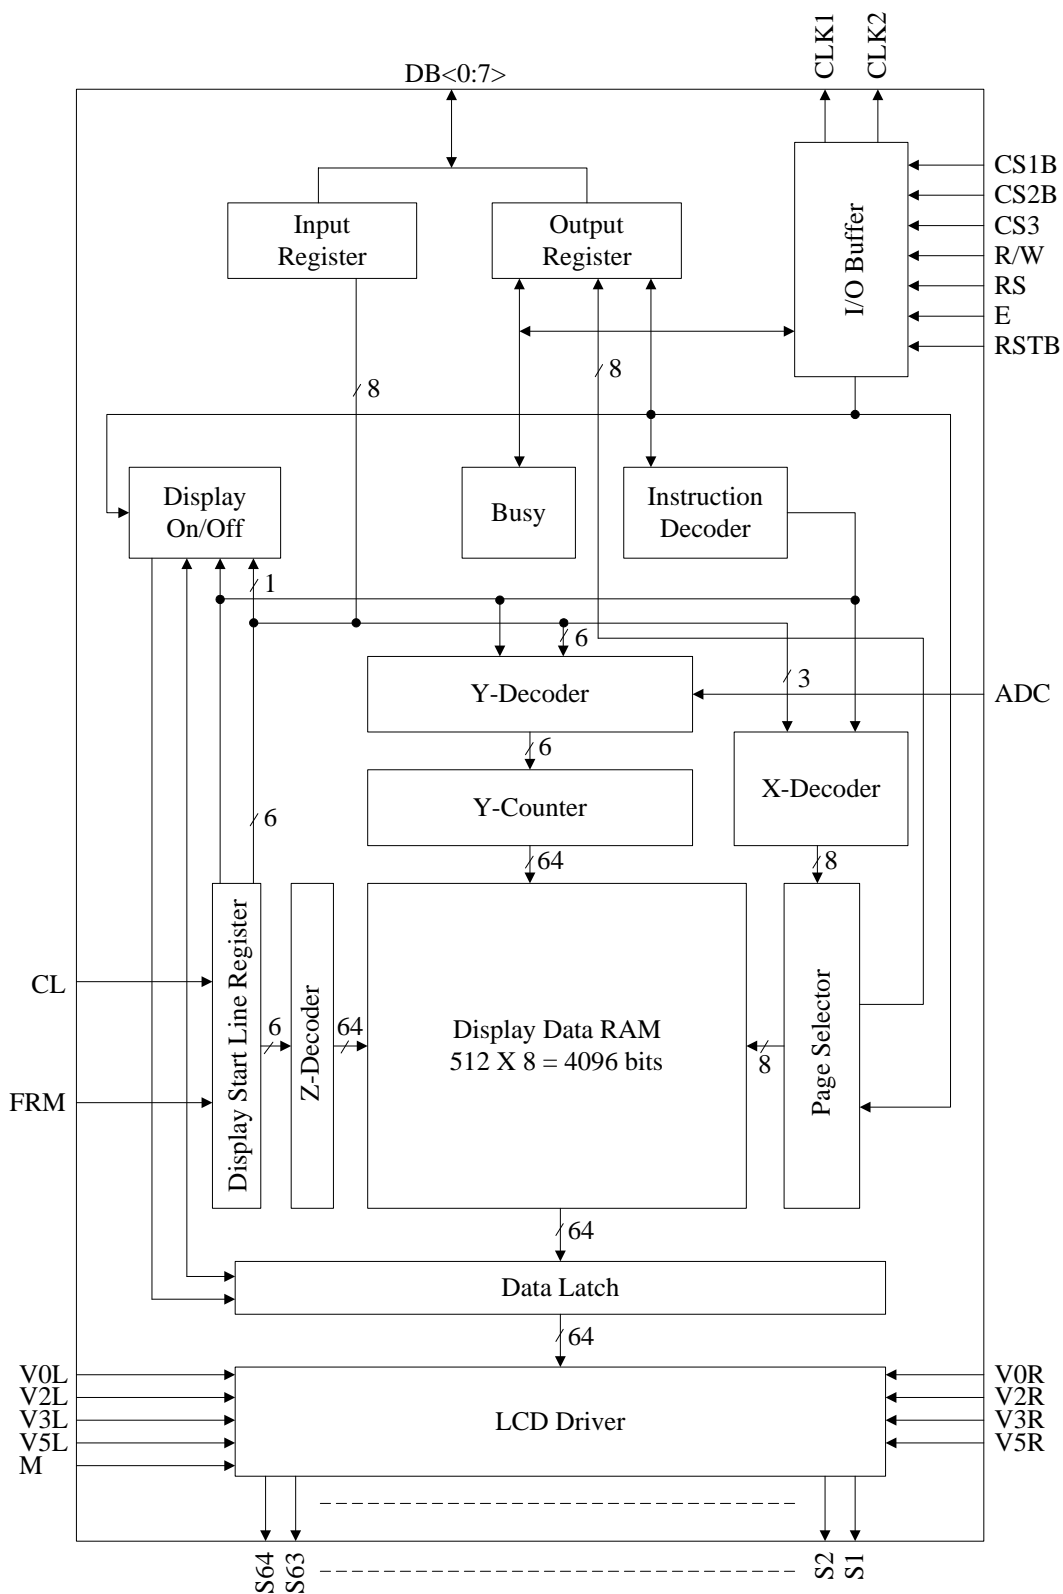 CLK1
CLK2
DB<0:7>
CS1B
CS2B
CS3
R/W
RS
E
RSTB
Input
Register
Output
Register
I/O Buffer
8
8
Display
On/Off
Busy
Instruction
Decoder
1
6
3
Y-Decoder
ADC
6
X-Decoder
Y-Counter
6
64
8
Display Start Line Register
Z-Decoder
CL
FRM
6
64
Display Data RAM
512 X 8 = 4096 bits
8
Page Selector
64
Data Latch
64
V0L
V2L
V3L
V5L
M
LCD Driver
V0R
V2R
V3R
V5R
S64
S63
S2
S1